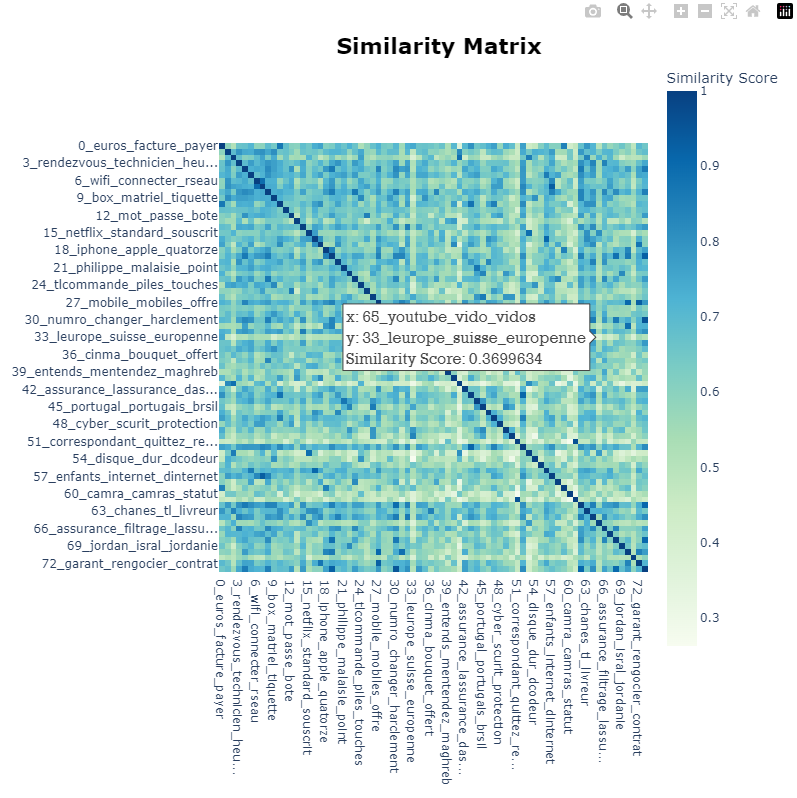 Similarity Matrix
Similarity Score
1
0.9
0.8
0.7
0.6
0.5
0.4
0.3
0_euros_facture_payer
3_rendezvous_technicien_heu...
6_wifi_connecter_rseau
9_box_matriel_tiquette
12_mot_passe_bote
15_netflix_standard_souscrit
18_iphone_apple_quatorze
21_philippe_malaisie_point
24_tlcommande_piles_touches
27_mobile_mobiles_offre
30_numro_changer_harclement
33_leurope_suisse_europenne
36_cinma_bouquet_offert
39_entends_mentendez_maghreb
42_assurance_lassurance_das...
45_portugal_portugais_brsil
48_cyber_scurit_protection
51_correspondant_quittez_re...
54_disque_dur_dcodeur
57_enfants_internet_dinternet
60_camra_camras_statut
63_chanes_tl_livreur
66_assurance_filtrage_lassu...
69_jordan_isral_jordanie
72_garant_rengocier_contrat
x: 65_youtube_vido_vidos
y: 33_leurope_suisse_europenne
Similarity Score: 0.3699634
0_euros_facture_payer
3_rendezvous_technicien_heu...
6_wifi_connecter_rseau
9_box_matriel_tiquette
12_mot_passe_bote
15_netflix_standard_souscrit
18_iphone_apple_quatorze
21_philippe_malaisie_point
24_tlcommande_piles_touches
27_mobile_mobiles_offre
30_numro_changer_harclement
33_leurope_suisse_europenne
36_cinma_bouquet_offert
39_entends_mentendez_maghreb
42_assurance_lassurance_das...
45_portugal_portugais_brsil
48_cyber_scurit_protection
51_correspondant_quittez_re...
54_disque_dur_dcodeur
57_enfants_internet_dinternet
60_camra_camras_statut
63_chanes_tl_livreur
66_assurance_filtrage_lassu...
69_jordan_isral_jordanie
72_garant_rengocier_contrat